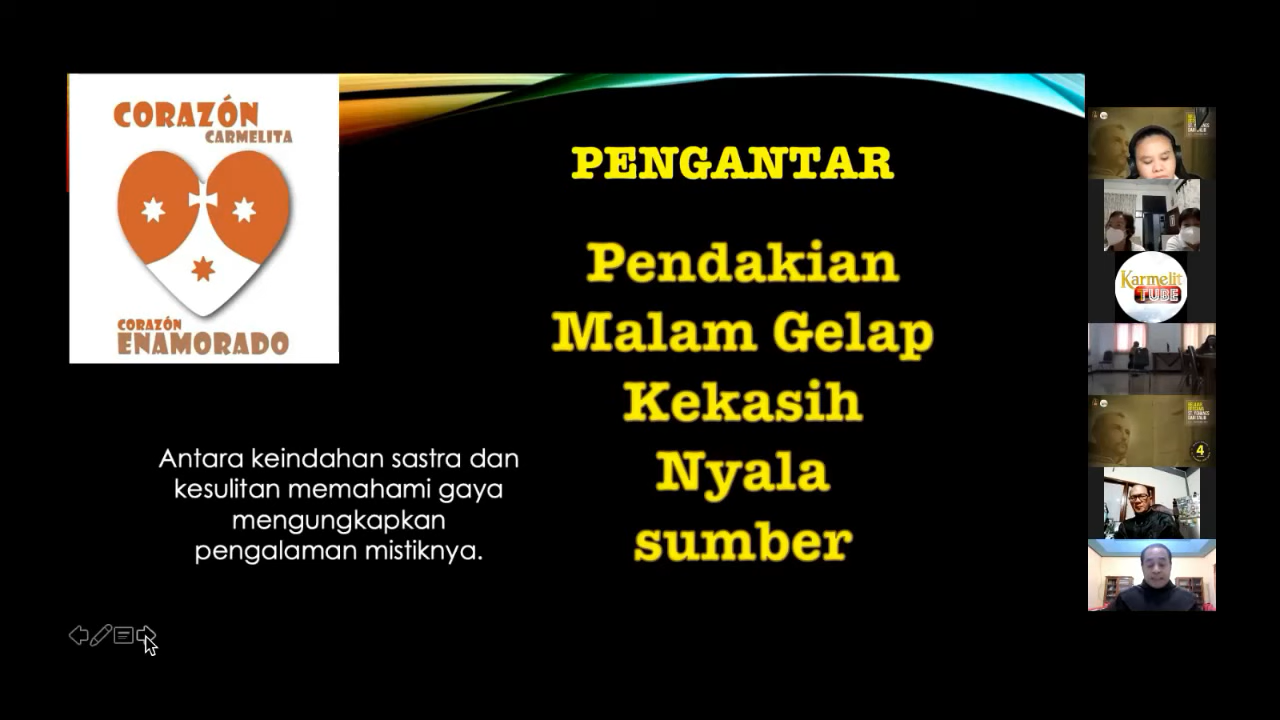 CORAZÓN
CARMELITA
CORAZÓN
ENAMORADO
PENGANTAR
Pendakian
Malam Gelap
Kekasih
Nyala
sumber
Antara keindahan sastra dan
kesulitan memahami gaya
mengungkapkan
pengalaman mistiknya.
Karmelit
TUBE
4